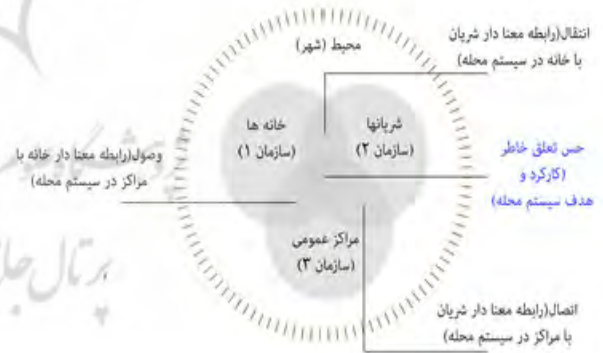 انتقال(رابطه معنا دار شریان
با خانه در سیستم محله)
محیط (شهر)
شریانها
(سازمان ۲)
خانه ها
(سازمان ۱)
حس تعلق خاطر
(کارکرد و
هدف سیستم محله)
وصول(رابطه معنا دار خانه با
مراکز در سیستم محله)
مراکز عمومی
(سازمان ۳)
اتصال(رابطه معنا دار شریان
با مراکز در سیستم محله)
پرتال جا